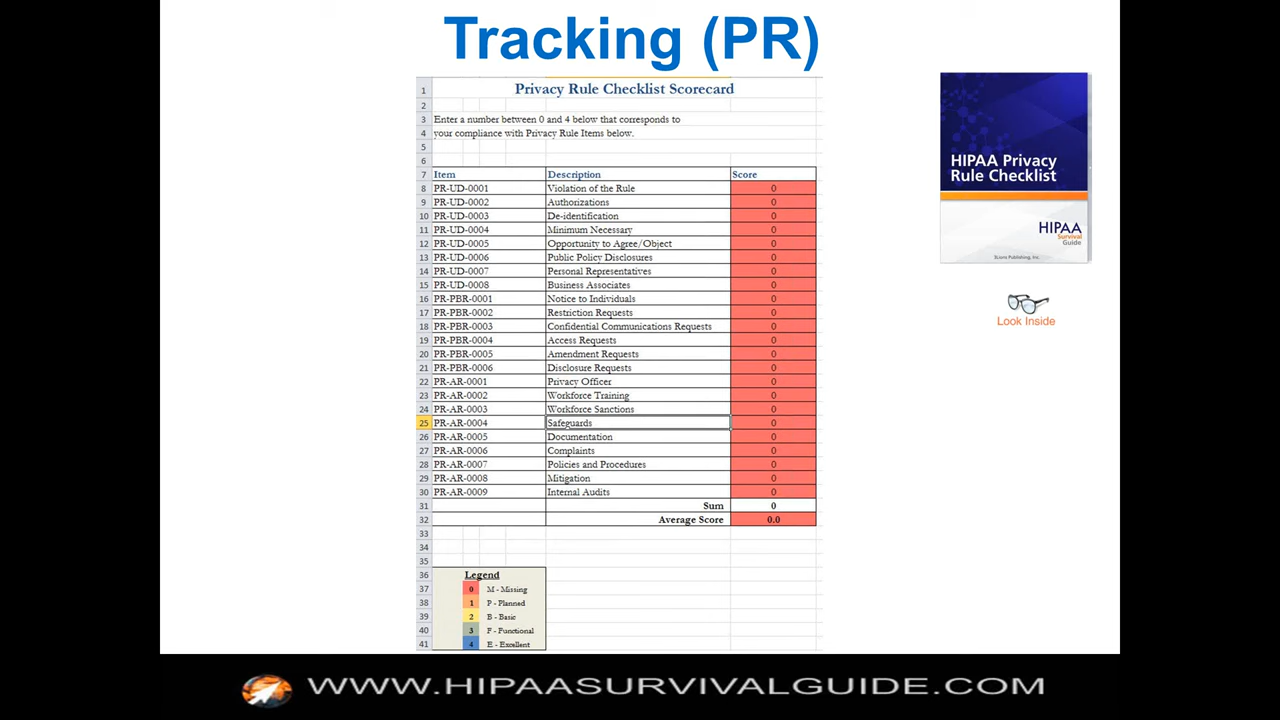 Tracking (PR)
1 Privacy Rule Checklist Scorecard
2
3 Enter a number between 0 and 4 below that corresponds to
4 your compliance with Privacy Rule Items below.
5
6
7 Item Description Score
8 PR-UD-0001 Violation of the Rule 0
9 PR-UD-0002 Authorizations 0
10 PR-UD-0003 De-identification 0
11 PR-UD-0004 Minimum Necessary 0
12 PR-UD-0005 Opportunity to Agree/Object 0
13 PR-UD-0006 Public Policy Disclosures 0
14 PR-UD-0007 Personal Representatives 0
15 PR-UD-0008 Business Associates 0
16 PR-PBR-0001 Notice to Individuals 0
17 PR-PBR-0002 Restriction Requests 0
18 PR-PBR-0003 Confidential Communications Requests 0
19 PR-PBR-0004 Access Requests 0
20 PR-PBR-0005 Amendment Requests 0
21 PR-PBR-0006 Disclosure Requests 0
22 PR-AR-0001 Privacy Officer 0
23 PR-AR-0002 Workforce Training 0
24 PR-AR-0003 Workforce Sanctions 0
25 PR-AR-0004 Safeguards 0
26 PR-AR-0005 Documentation 0
27 PR-AR-0006 Complaints 0
28 PR-AR-0007 Policies and Procedures 0
29 PR-AR-0008 Mitigation 0
30 PR-AR-0009 Internal Audits 0
31 Sum 0
32 Average Score 0.0
33
34
35
36 Legend
37 0 M - Missing
38 1 P - Planned
39 2 B - Basic
40 3 F - Functional
41 4 E - Excellent
HIPAA Privacy
Rule Checklist
HIPAA
Survival
Guide
3Lions Publishing, Inc.
Look Inside
WWW.HIPAASURVIVALGUIDE.COM